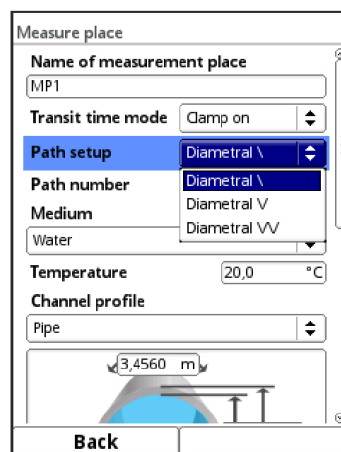 Measure place
Name of measurement place
MP1
Transit time mode Clamp on
Path setup Diametral \
Path number Diametral \
Diametral V
Medium
Diametral VV
Water
Temperature 20,0 °C
Channel profile
Pipe
3,4560 m
Back